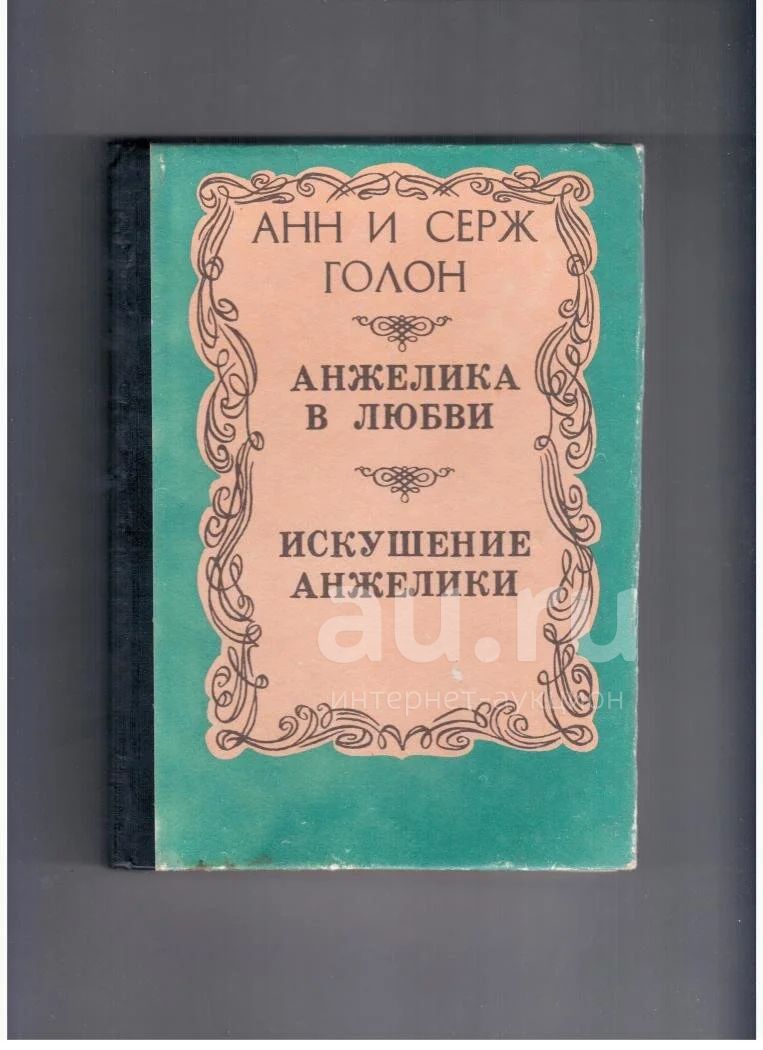 АНН И СЕРЖ
ГОЛОН
АНЖЕЛИКА
В ЛЮБВИ
ИСКУШЕНИЕ
АНЖЕЛИКИ
au.ru
интернет-аукцион